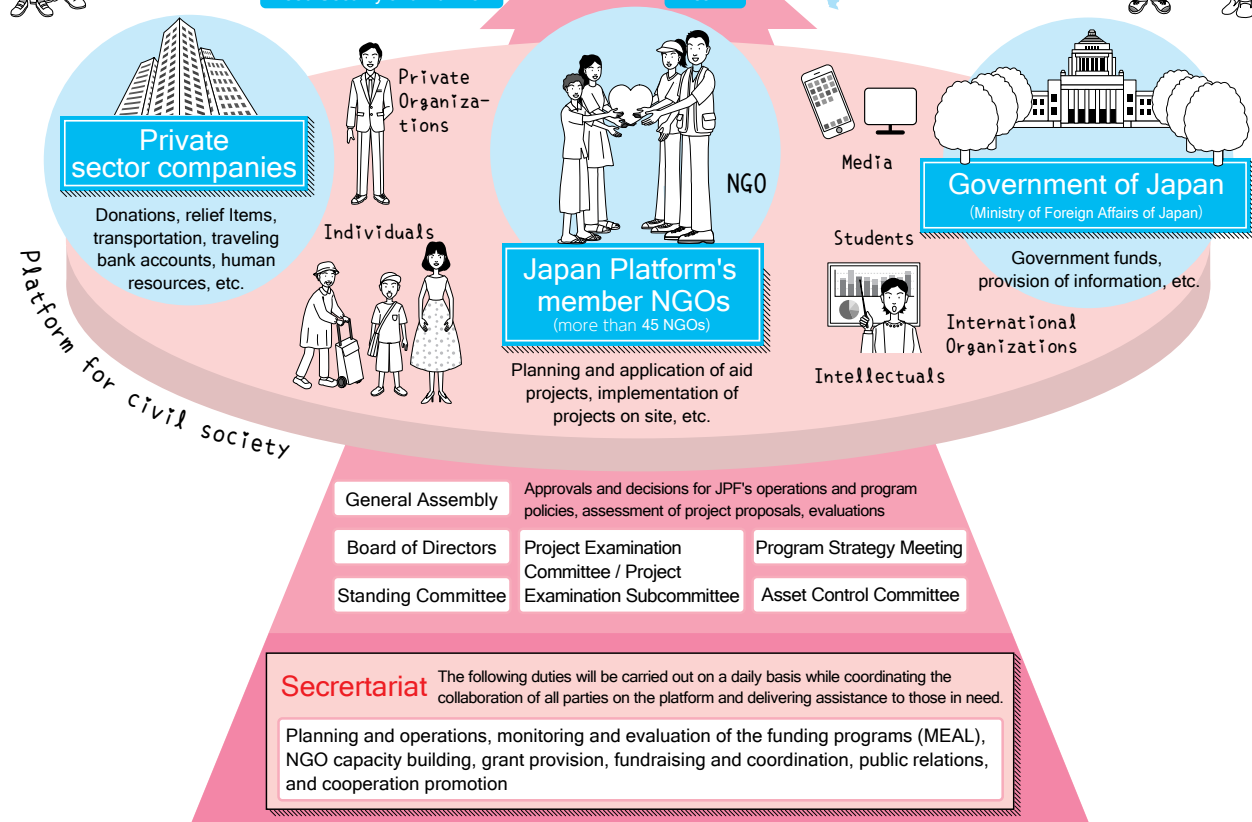 Private
sector companies
Donations, relief Items,
transportation, traveling
bank accounts, human
resources, etc.
Private
Organiza-
tions
Individuals
NGO
Japan Platform's
member NGOs
(more than 45 NGOs)
Planning and application of aid
projects, implementation of
projects on site, etc.
Media
Students
Intellectuals
International
Organizations
Government of Japan
(Ministry of Foreign Affairs of Japan)
Government funds,
provision of information, etc.
Platform for civil society
General Assembly
Approvals and decisions for JPF's operations and program
policies, assessment of project proposals, evaluations
Board of Directors
Standing Committee
Project Examination
Committee / Project
Examination Subcommittee
Program Strategy Meeting
Asset Control Committee
Secrertariat
The following duties will be carried out on a daily basis while coordinating the
collaboration of all parties on the platform and delivering assistance to those in need.
Planning and operations, monitoring and evaluation of the funding programs (MEAL),
NGO capacity building, grant provision, fundraising and coordination, public relations,
and cooperation promotion